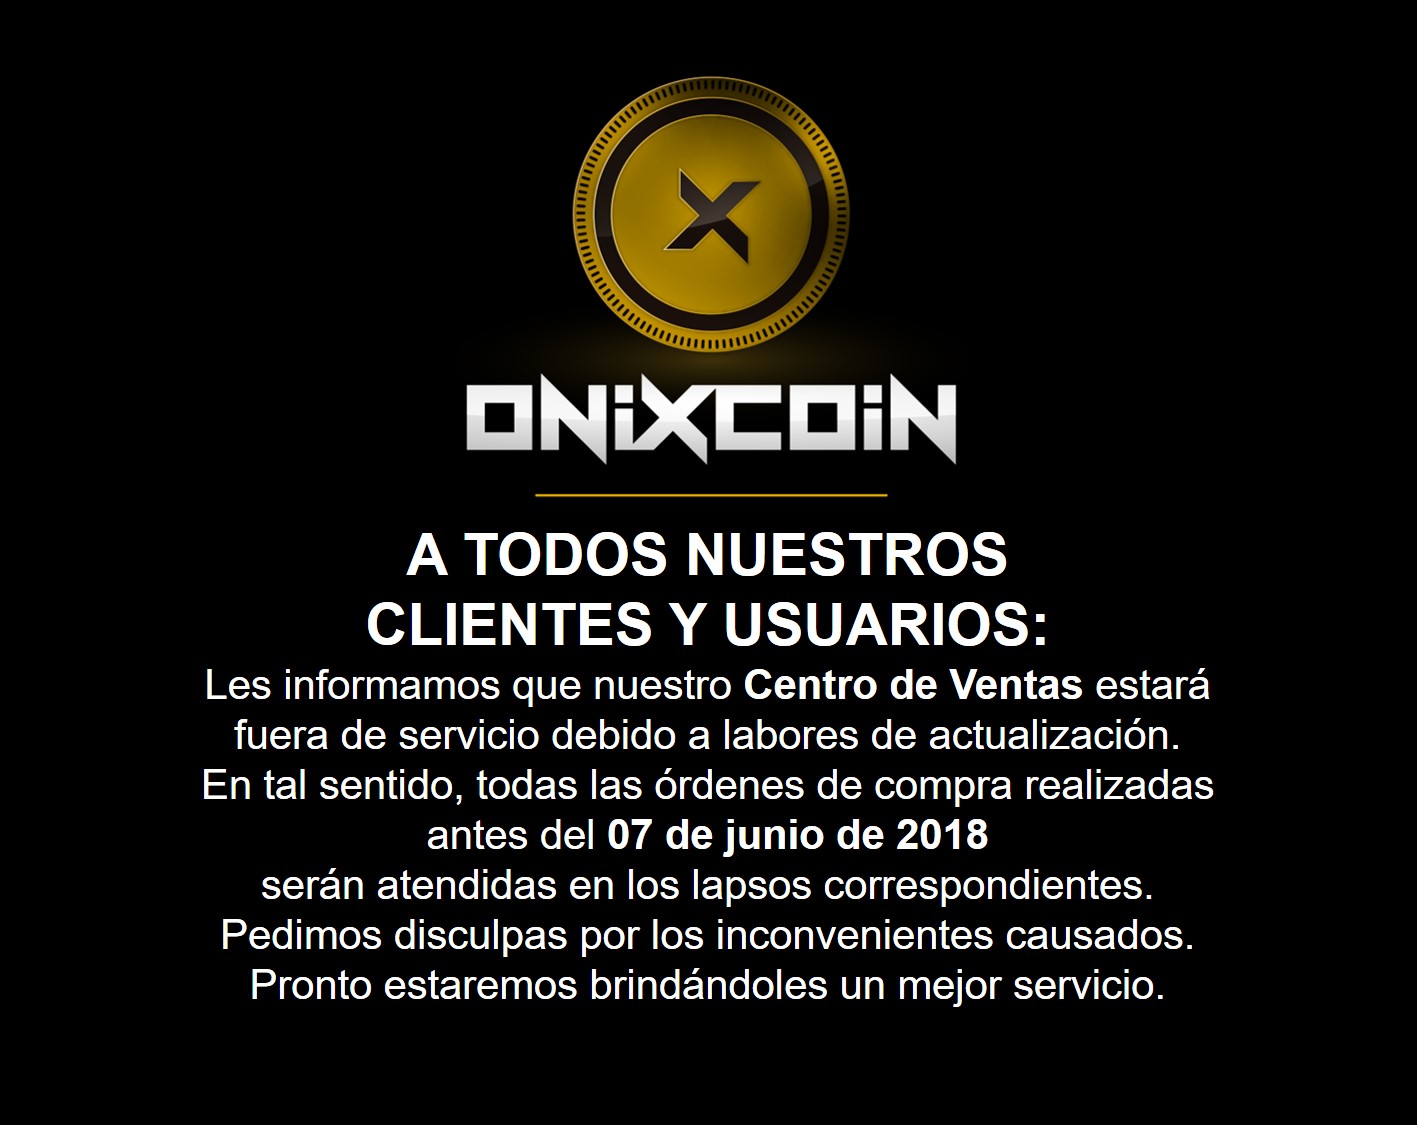 ONiXCOiN
A TODOS NUESTROS
CLIENTES Y USUARIOS:
Les informamos que nuestro Centro de Ventas estará
fuera de servicio debido a labores de actualización.
En tal sentido, todas las órdenes de compra realizadas
antes del 07 de junio de 2018
serán atendidas en los lapsos correspondientes.
Pedimos disculpas por los inconvenientes causados.
Pronto estaremos brindándoles un mejor servicio.